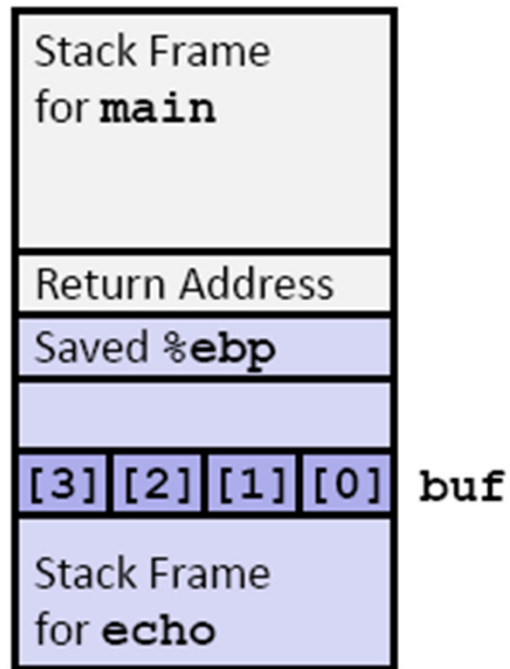 Stack Frame
for main
Return Address
Saved %ebp
[3] [2] [1] [0] buf
Stack Frame
for echo